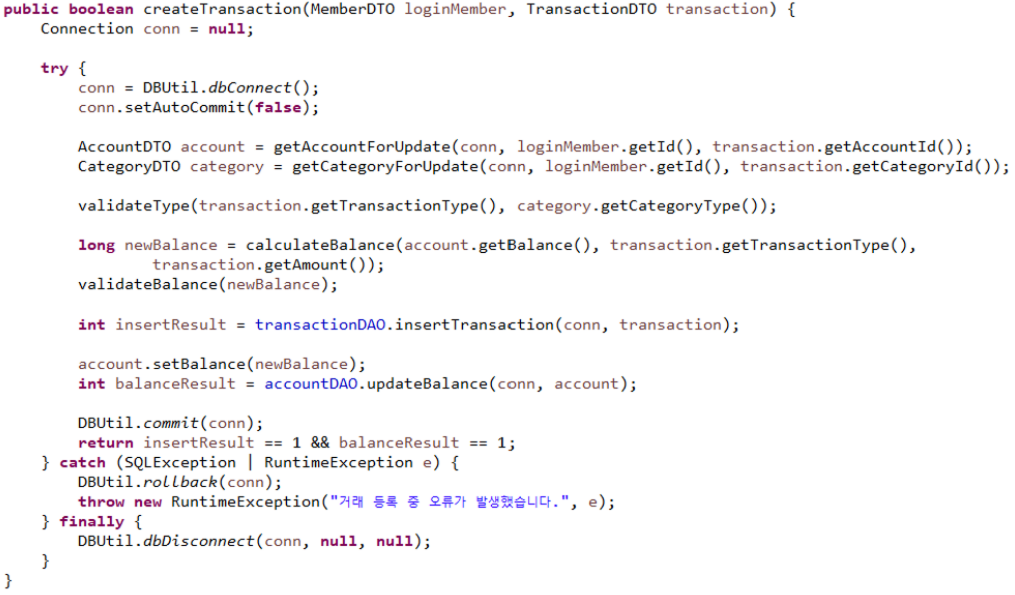 public boolean createTransaction(MemberDTO loginMember, TransactionDTO transaction) {
    Connection conn = null;

    try {
        conn = DBUtil.dbConnect();
        conn.setAutoCommit(false);

        AccountDTO account = getAccountForUpdate(conn, loginMember.getId(), transaction.getAccountId());
        CategoryDTO category = getCategoryForUpdate(conn, loginMember.getId(), transaction.getCategoryId());

        validateType(transaction.getTransactionType(), category.getCategoryType());

        long newBalance = calculateBalance(account.getBalance(), transaction.getTransactionType(),
                transaction.getAmount());
        validateBalance(newBalance);

        int insertResult = transactionDAO.insertTransaction(conn, transaction);

        account.setBalance(newBalance);
        int balanceResult = accountDAO.updateBalance(conn, account);

        DBUtil.commit(conn);
        return insertResult == 1 && balanceResult == 1;
    } catch (SQLException | RuntimeException e) {
        DBUtil.rollback(conn);
        throw new RuntimeException("거래 등록 중 오류가 발생했습니다.", e);
    } finally {
        DBUtil.dbDisconnect(conn, null, null);
    }
}